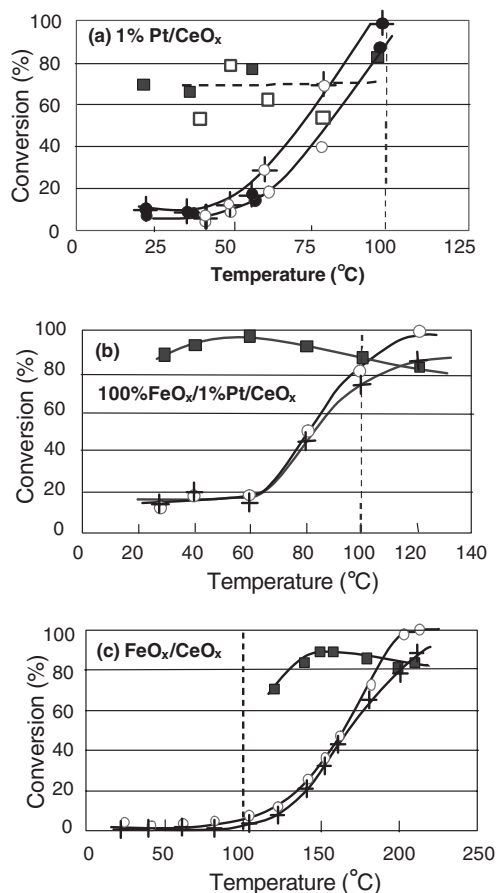 (a) 1% Pt/CeOₓ
100
80
60
40
20
0
Conversion (%)
0 25 50 75 100 125
Temperature (°C)
(b)
100%FeOₓ/1%Pt/CeOₓ
100
80
60
40
20
0
Conversion (%)
0 20 40 60 80 100 120 140
Temperature (°C)
(c) FeOₓ/CeOₓ
100
80
60
40
20
0
Conversion (%)
0 50 100 150 200 250
Temperature (°C)